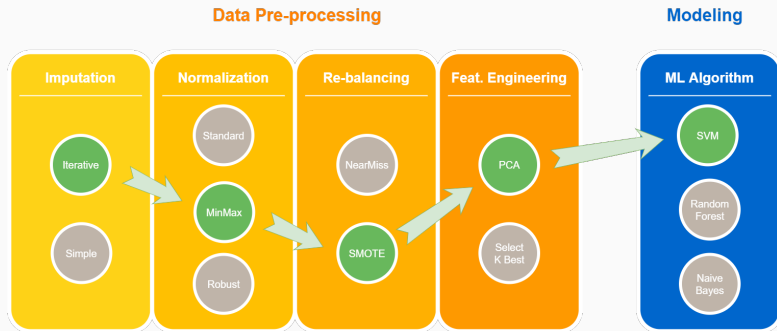 Data Pre-processing
Modeling
Imputation
Normalization
Re-balancing
Feat. Engineering
ML Algorithm
Iterative
Simple
Standard
MinMax
Robust
NearMiss
SMOTE
PCA
Select
K Best
SVM
Random
Forest
Naive
Bayes